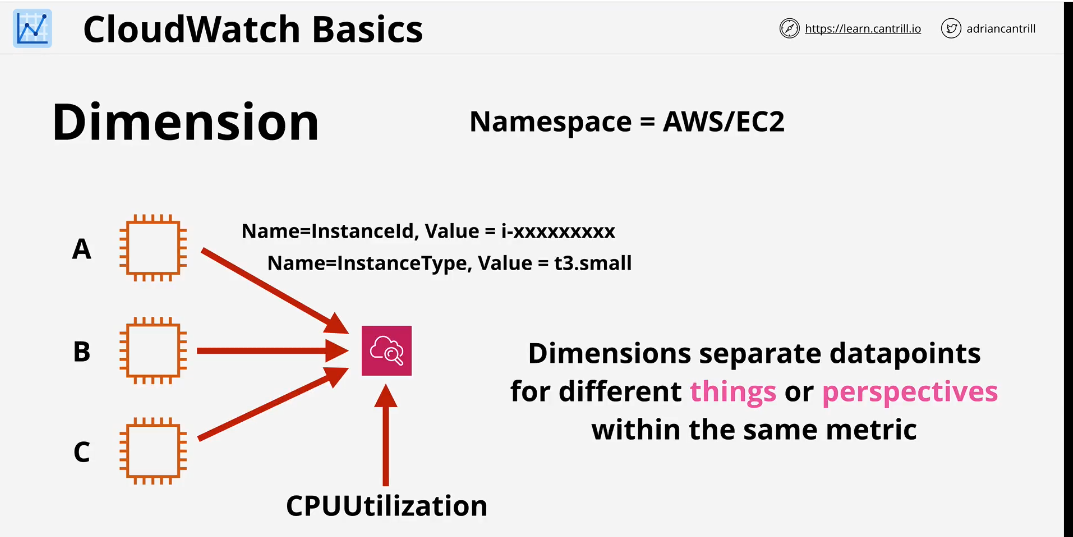 CloudWatch Basics
https://learn.cantrill.io
adriancantrill
Dimension
Namespace = AWS/EC2
Name=InstanceId, Value = i-xxxxxxxxx
Name=InstanceType, Value = t3.small
A
B
C
Dimensions separate datapoints
for different things or perspectives
within the same metric
CPUUtilization